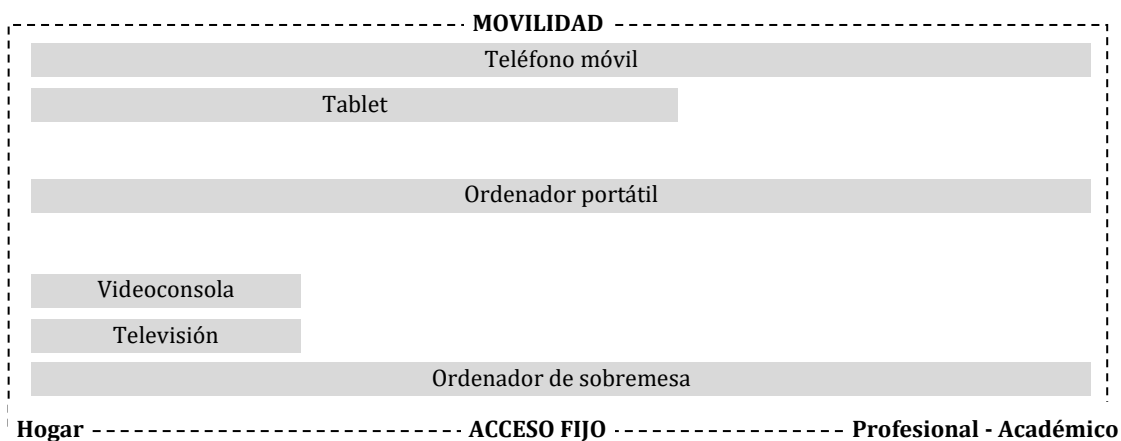 MOVILIDAD
Teléfono móvil
Tablet
Ordenador portátil
Videoconsola
Televisión
Ordenador de sobremesa
Hogar ACCESO FIJO Profesional - Académico